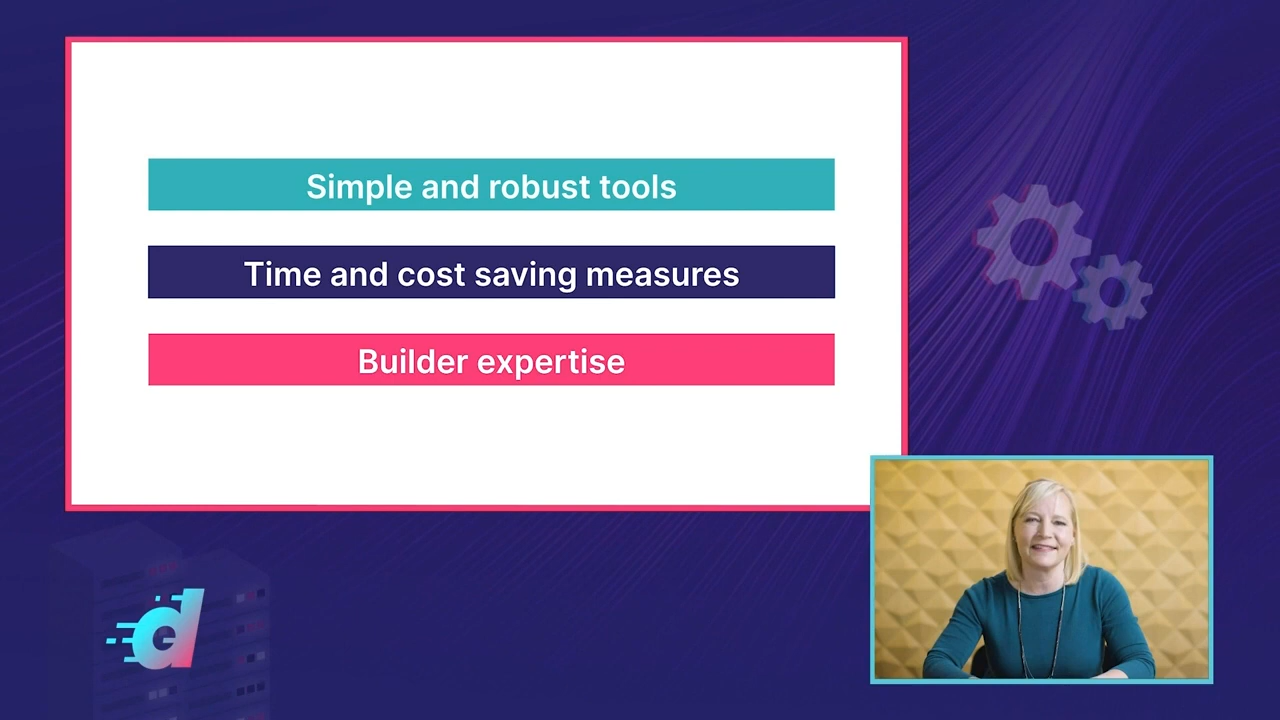 Simple and robust tools
Time and cost saving measures
Builder expertise
d